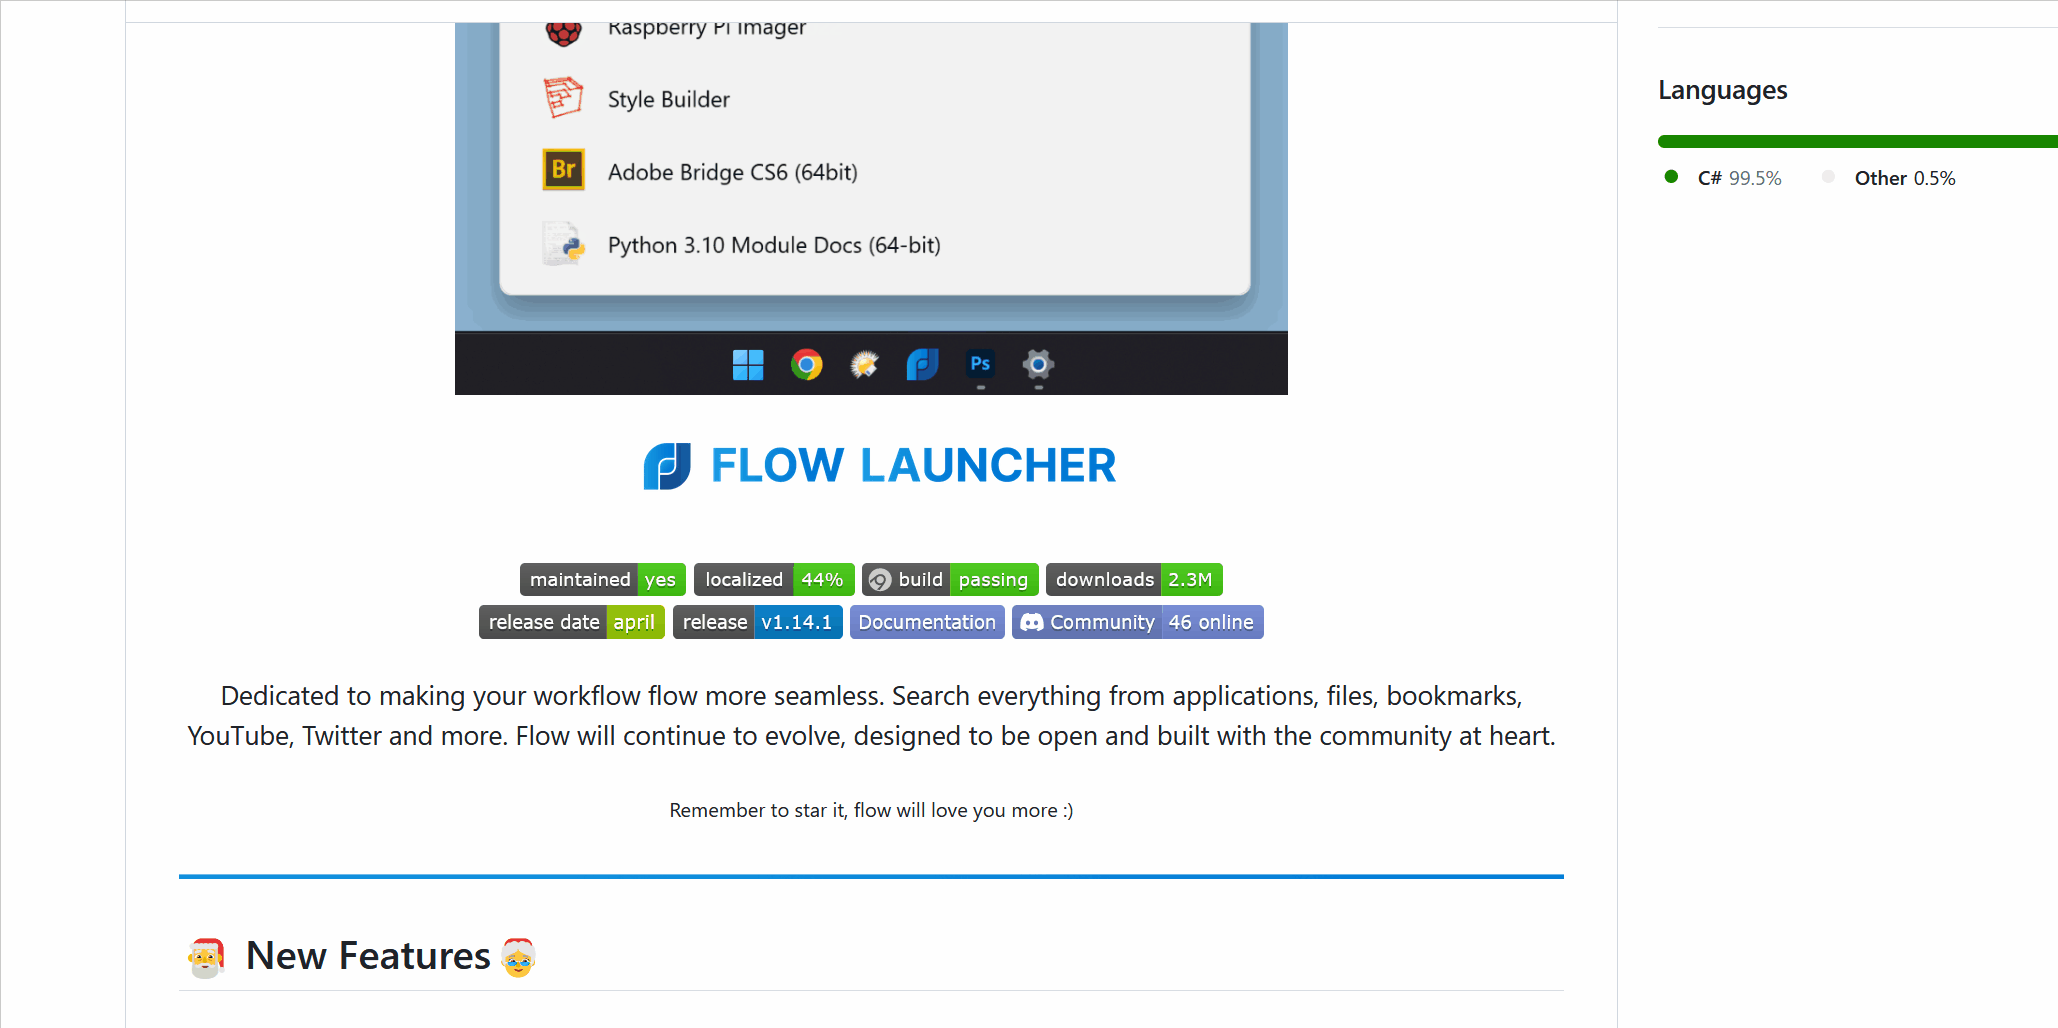 Raspberry Pi Imager
Style Builder
Br Adobe Bridge CS6 (64bit)
Python 3.10 Module Docs (64-bit)
Ps
FLOW LAUNCHER
maintained yes localized 44% build passing downloads 2.3M
release date april release v1.14.1 Documentation Community 46 online
Dedicated to making your workflow flow more seamless. Search everything from applications, files, bookmarks,
YouTube, Twitter and more. Flow will continue to evolve, designed to be open and built with the community at heart.
Remember to star it, flow will love you more :)
New Features
Languages
C# 99.5% Other 0.5%